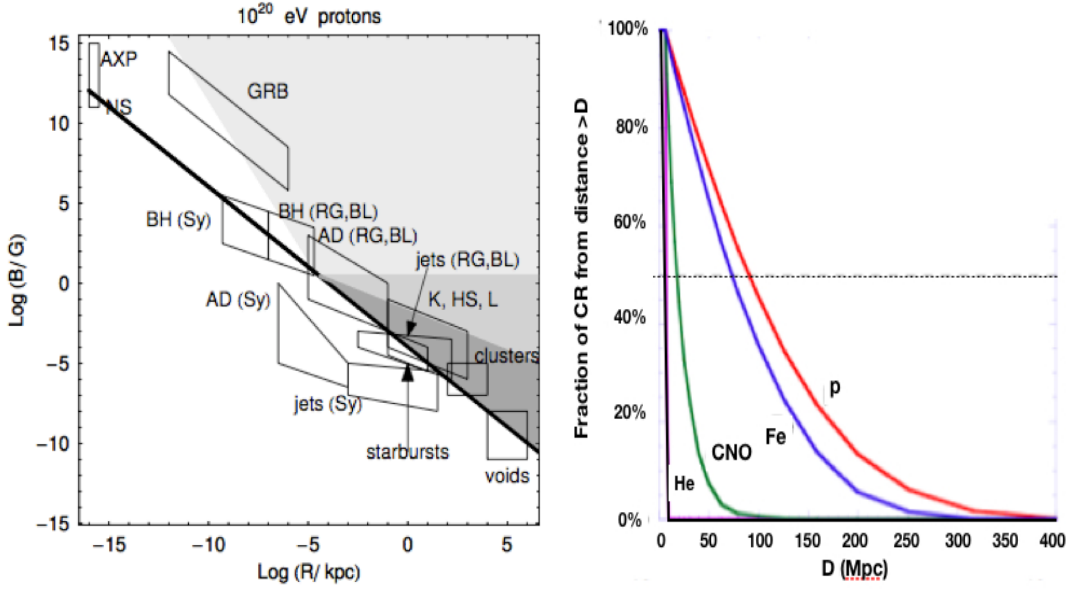 10^20 eV protons
15
10
5
0
−5
−10
−15
Log (B/ G)
AXP
NS
GRB
BH (Sy)
BH (RG,BL)
AD (RG,BL)
jets (RG,BL)
AD (Sy)
K, HS, L
clusters
jets (Sy)
starbursts
voids
−15 −10 −5 0 5
Log (R/ kpc)
100%
80%
60%
40%
20%
0%
Fraction of CR from distance >D
p
Fe
CNO
He
0 50 100 150 200 250 300 350 400
D (Mpc)